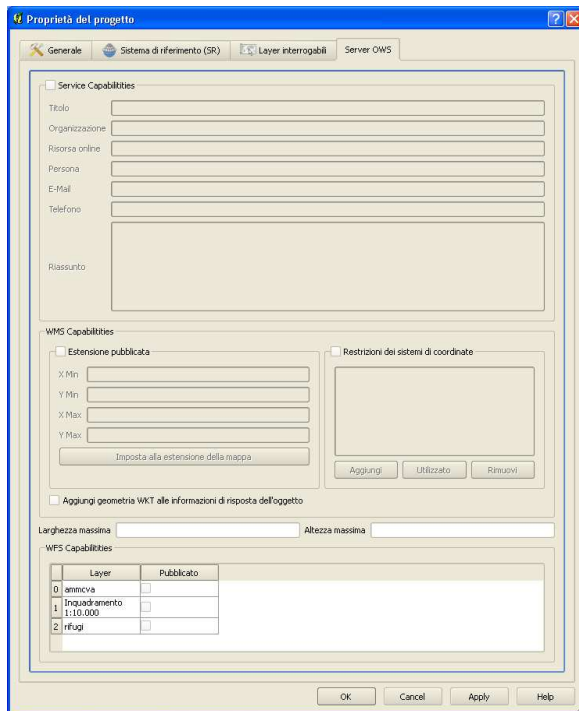 Proprietà del progetto
Generale
Sistema di riferimento (SR)
Layer interrogabili
Server OWS
Service Capabilitities
Titolo
Organizzazione
Risorsa online
Persona
E-Mail
Telefono
Riassunto
WMS Capabilitities
Estensione pubblicata
X Min
Y Min
X Max
Y Max
Imposta alla estensione della mappa
Restrizioni dei sistemi di coordinate
Aggiungi
Utilizzato
Rimuovi
Aggiungi geometria WKT alle informazioni di risposta dell'oggetto
Larghezza massima
Altezza massima
WFS Capabilitities
Layer Pubblicato
0 ammcva
1 Inquadramento
1:10.000
2 rifugi
OK
Cancel
Apply
Help